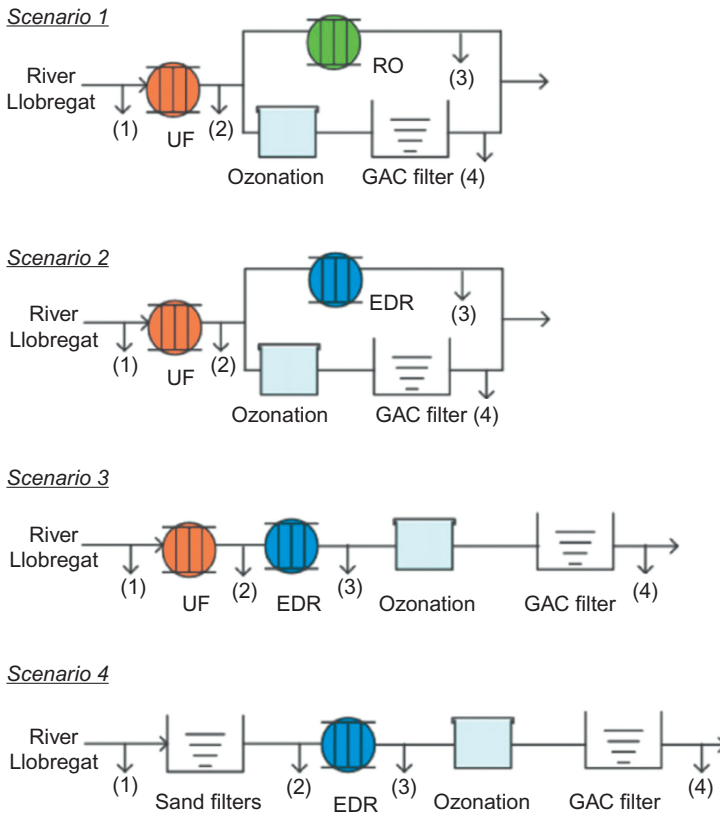 Scenario 1
River
Llobregat
(1)
UF
(2)
RO
(3)
Ozonation
GAC filter (4)
Scenario 2
River
Llobregat
(1)
UF
(2)
EDR
(3)
Ozonation
GAC filter (4)
Scenario 3
River
Llobregat
(1)
UF
(2)
EDR
(3)
Ozonation
GAC filter
(4)
Scenario 4
River
Llobregat
(1)
Sand filters
(2)
EDR
(3)
Ozonation
GAC filter
(4)